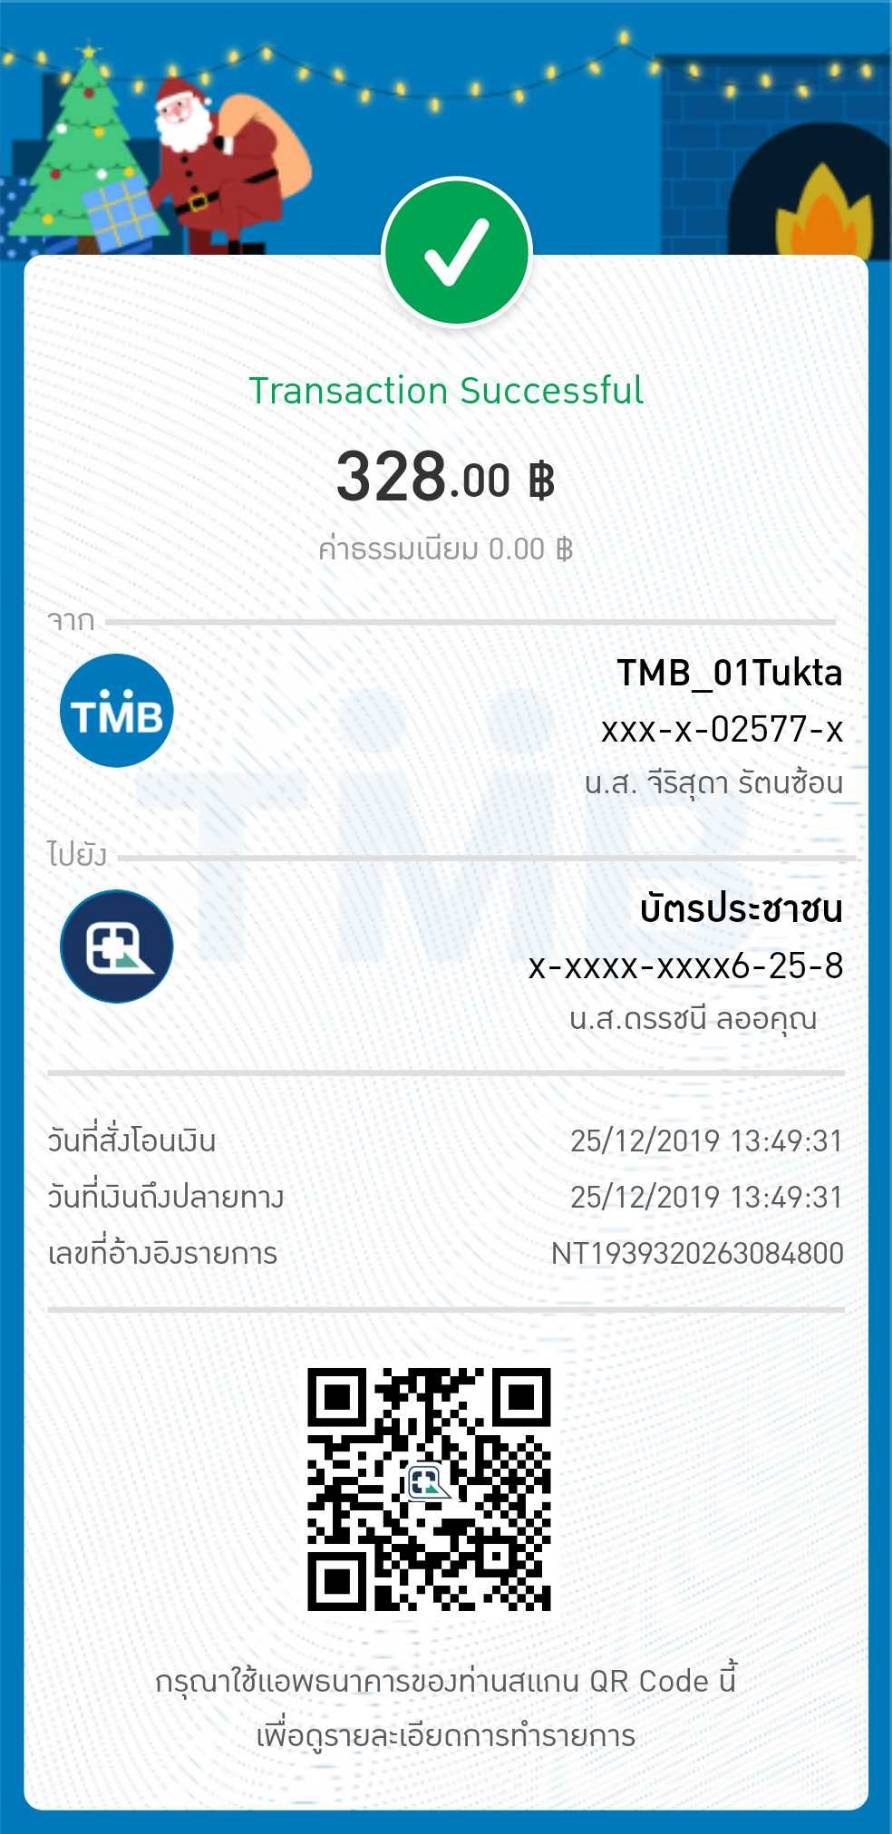 Transaction Successful
328.00 ฿
ค่าธรรมเนียม 0.00 ฿
จาก
TMB
TMB_01Tukta
xxx-x-02577-x
น.ส. จีริสุดา รัตนซ้อน
ไปยัง
บัตรประชาชน
x-xxxx-xxxx6-25-8
น.ส.ดรรชนี ลออคุณ
วันที่สั่งโอนเงิน 25/12/2019 13:49:31
วันที่เงินถึงปลายทาง 25/12/2019 13:49:31
เลขที่อ้างอิงรายการ NT1939320263084800
กรุณาใช้แอพธนาคารของท่านสแกน QR Code นี้
เพื่อดูรายละเอียดการทำรายการ